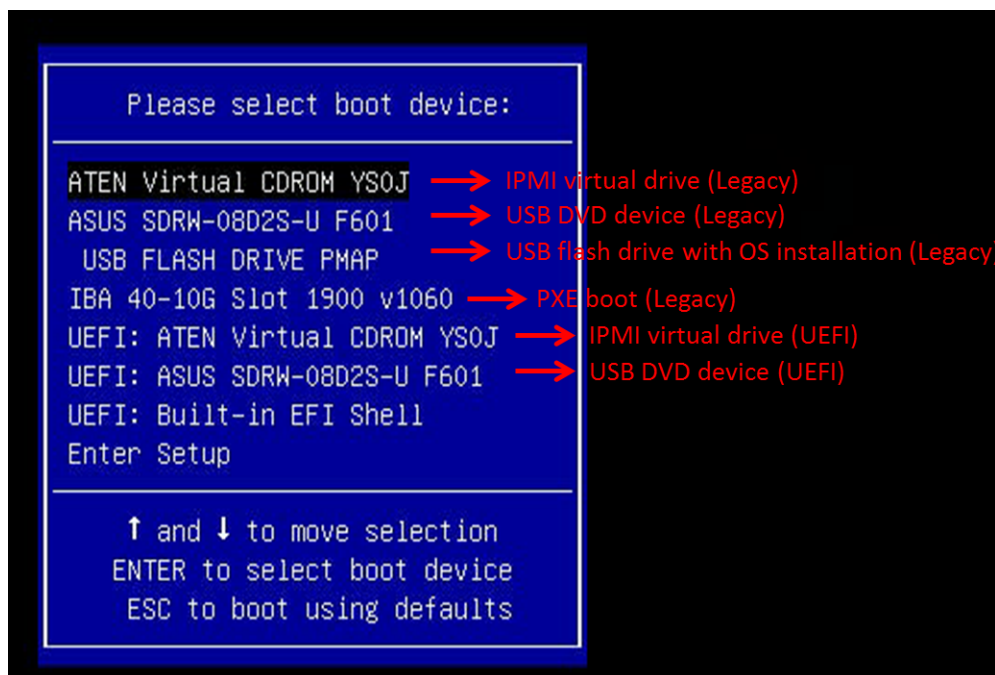 Please select boot device:
ATEN Virtual CDROM YS0J → IPMI virtual drive (Legacy)
ASUS SDRW-08D2S-U F601 → USB DVD device (Legacy)
USB FLASH DRIVE PMAP → USB flash drive with OS installation (Legacy)
IBA 40-10G Slot 1900 v1060 → PXE boot (Legacy)
UEFI: ATEN Virtual CDROM YS0J → IPMI virtual drive (UEFI)
UEFI: ASUS SDRW-08D2S-U F601 → USB DVD device (UEFI)
UEFI: Built-in EFI Shell
Enter Setup
↑ and ↓ to move selection
ENTER to select boot device
ESC to boot using defaults